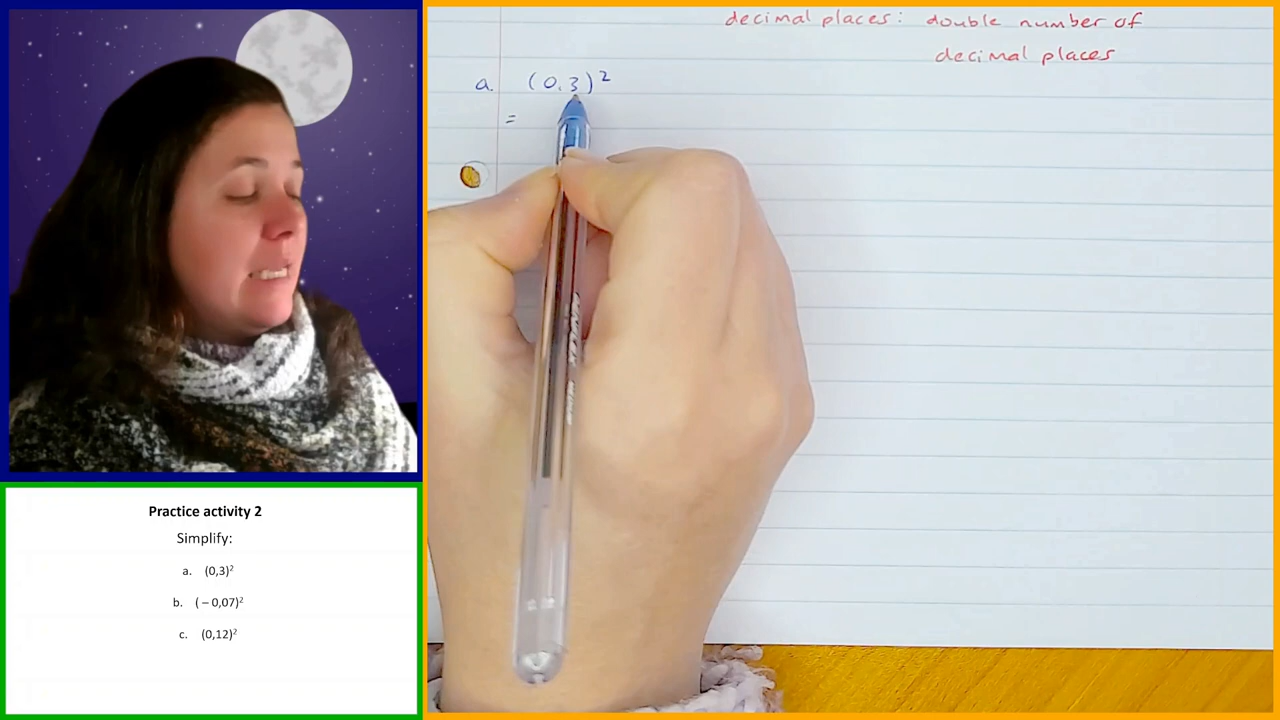 decimal places: double number of
decimal places
a. (0.3)²
=
Practice activity 2
Simplify:
a. (0,3)²
b. (– 0,07)²
c. (0,12)²